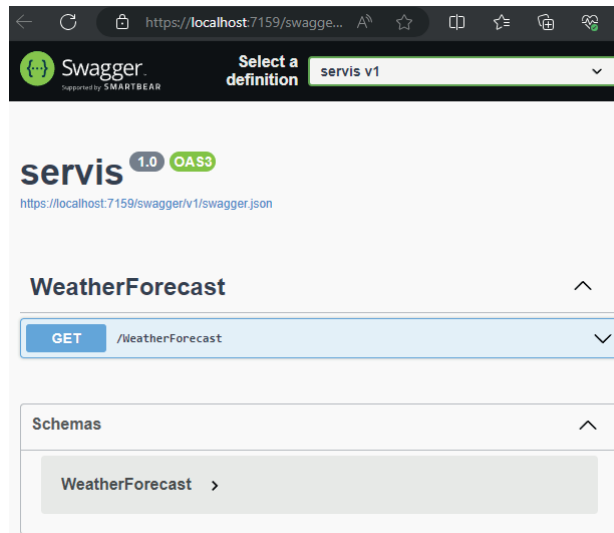 https://localhost:7159/swagge...
Swagger.
Supported by SMARTBEAR
Select a
definition
servis v1
servis 1.0 OAS3
https://localhost:7159/swagger/v1/swagger.json
WeatherForecast
GET /WeatherForecast
Schemas
WeatherForecast